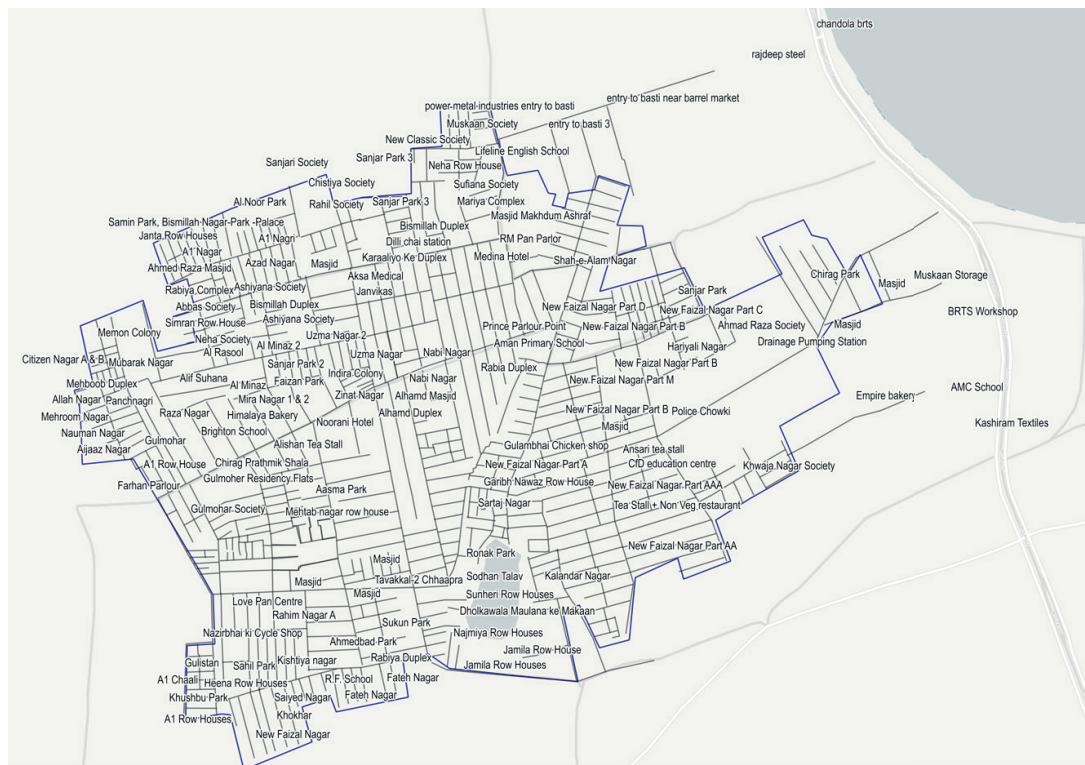 chandola brts
rajdeep steel
entry to basti near barrel market
power metal industries entry to basti
Muskaan Society
entry to basti 3
New Classic Society
Lifeline English School
Sanjar Park 3
Sanjari Society
Neha Row House
Chistiya Society
Sufiana Society
Al Noor Park
Rahil Society
Sanjar Park 3
Mariya Complex
Masjid Makhdum Ashraf
Samin Park, Bismillah Nagar-Park -Palace
Bismillah Duplex
Janta Row Houses
A1 Nagri
Dilli chai station
RM Pan Parlor
A1 Nagar
Karaaliyo Ke Duplex
Medina Hotel
Shah-e-Alam Nagar
Ahmed Raza Masjid
Azad Nagar
Masjid
Aksa Medical
Chirag Park
Muskaan Storage
Masjid
Rabiya Complex
Ashiyana Society
Janvikas
Sanjar Park
Abbas Society
Bismillah Duplex
New Faizal Nagar Part D
New Faizal Nagar Part C
BRTS Workshop
Simran Row House
Ashiyana Society
Prince Parlour Point
New Faizal Nagar Part B
Ahmad Raza Society
Masjid
Memon Colony
Neha Society
Uzma Nagar 2
Aman Primary School
Hariyali Nagar
Drainage Pumping Station
Citizen Nagar A & B
Mubarak Nagar
Al Rasool
Al Minaz 2
Uzma Nagar
Nabi Nagar
Rabia Duplex
New Faizal Nagar Part B
Sanjar Park 2
Indira Colony
Mehboob Duplex
Alif Suhana
Al Minaz
Faizan Park
Nabi Nagar
New Faizal Nagar Part M
AMC School
Allah Nagar
Panchnagri
Mira Nagar 1 & 2
Zinat Nagar
Alhamd Masjid
Empire bakery
Mehroom Nagar
Raza Nagar
Himalaya Bakery
Noorani Hotel
Alhamd Duplex
New Faizal Nagar Part B
Police Chowki
Kashiram Textiles
Nauman Nagar
Gulmohar
Brighton School
Masjid
Aijaaz Nagar
Alishan Tea Stall
Gulambhai Chicken shop
Ansari tea stall
A1 Row House
Chirag Prathmik Shala
New Faizal Nagar Part A
CfD education centre
Khwaja Nagar Society
Farhan Parlour
Gulmoher Residency Flats
Aasma Park
Garibh Nawaz Row House
New Faizal Nagar Part AAA
Gulmohar Society
Mehtab nagar row house
Sartaj Nagar
Tea Stall + Non Veg restaurant
Ronak Park
New Faizal Nagar Part AA
Masjid
Masjid
Tavakkal-2 Chhaapra
Sodhan Talav
Kalandar Nagar
Love Pan Centre
Masjid
Sunheri Row Houses
Rahim Nagar A
Sukun Park
Dholkawala Maulana ke Makaan
Nazirbhai ki Cycle Shop
Ahmedbad Park
Najmiya Row Houses
Gulistan
Sahil Park
Kishtiya nagar
Rabiya Duplex
Jamila Row House
Jamila Row Houses
A1 Chaali
Heena Row Houses
R.F. School
Fateh Nagar
Khushbu Park
Saiyed Nagar
Fateh Nagar
A1 Row Houses
Khokhar
New Faizal Nagar